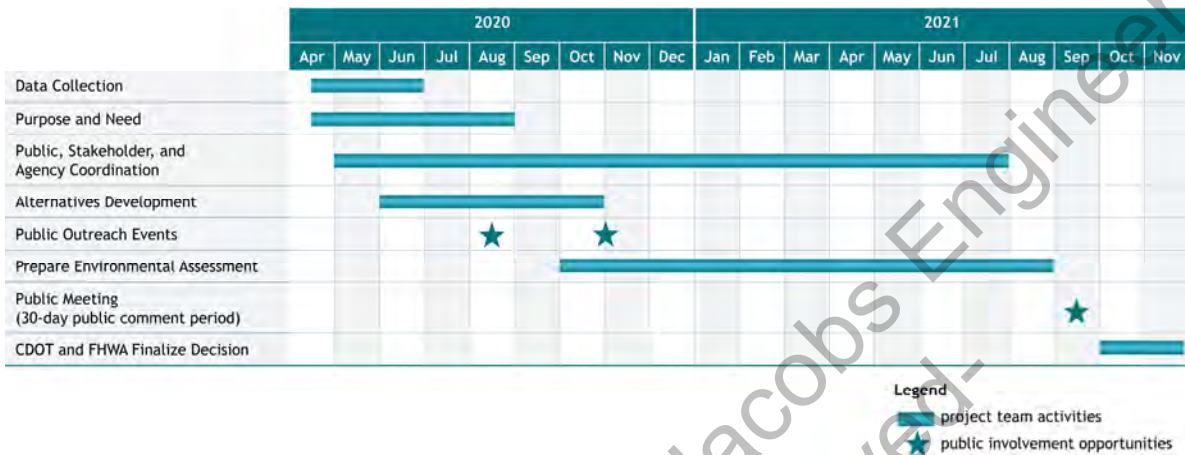 2020 2021
Apr May Jun Jul Aug Sep Oct Nov Dec Jan Feb Mar Apr May Jun Jul Aug Sep Oct Nov
Data Collection
Purpose and Need
Public, Stakeholder, and
Agency Coordination
Alternatives Development
Public Outreach Events
Prepare Environmental Assessment
Public Meeting
(30-day public comment period)
CDOT and FHWA Finalize Decision
Legend
project team activities
public involvement opportunities
Jacobs Engineer